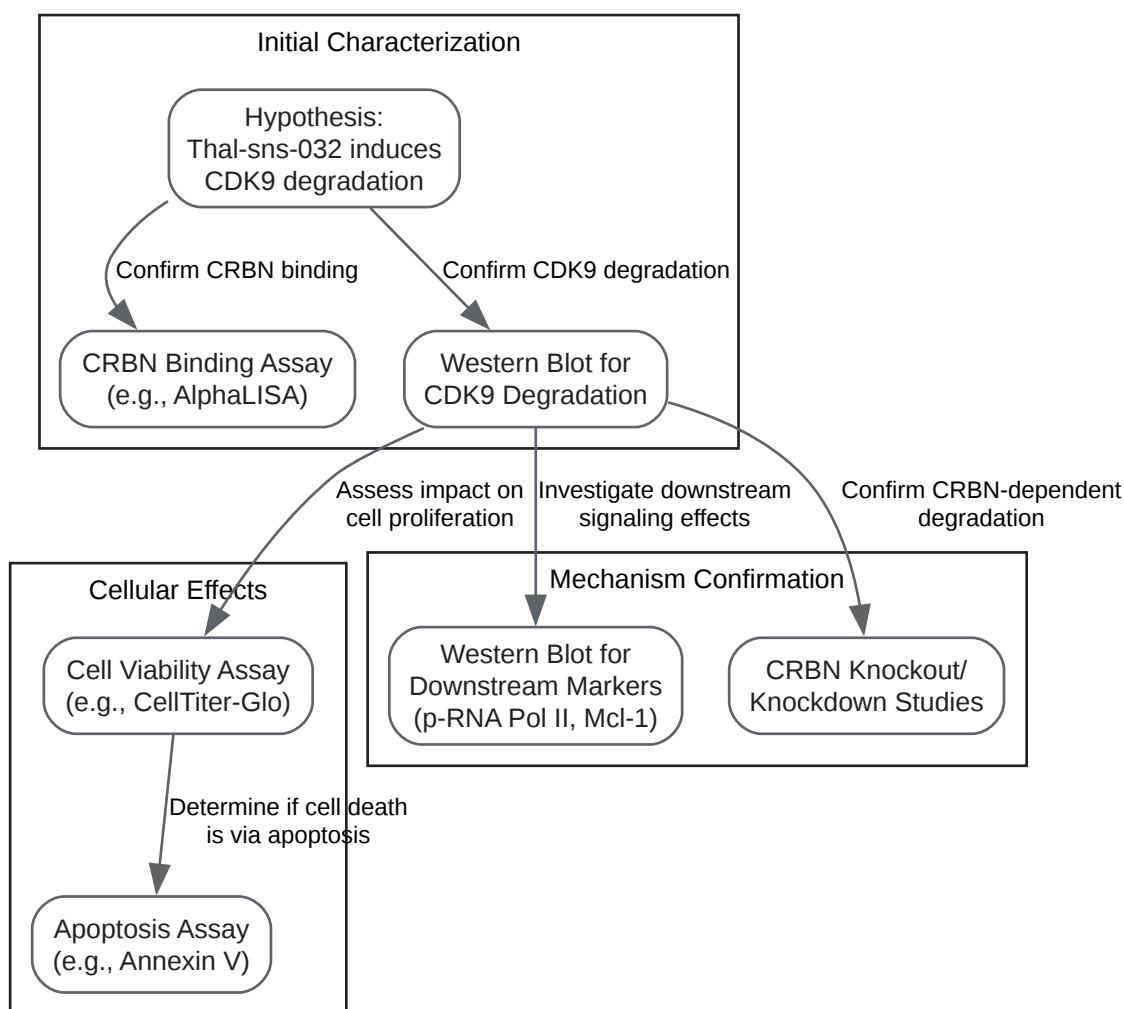 Initial Characterization
Hypothesis:
Thal-sns-032 induces
CDK9 degradation
Confirm CRBN binding
Confirm CDK9 degradation
CRBN Binding Assay
(e.g., AlphaLISA)
Western Blot for
CDK9 Degradation
Assess impact on
cell proliferation
Investigate downstream
signaling effects
Confirm CRBN-dependent
degradation
Cellular Effects
Mechanism Confirmation
Cell Viability Assay
(e.g., CellTiter-Glo)
Western Blot for
Downstream Markers
(p-RNA Pol II, Mcl-1)
CRBN Knockout/
Knockdown Studies
Determine if cell death
is via apoptosis
Apoptosis Assay
(e.g., Annexin V)